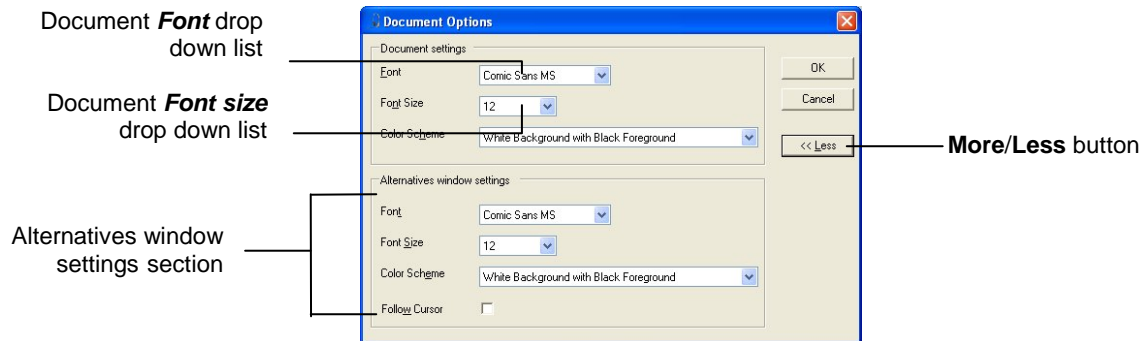 Document Font drop
down list
Document Font size
drop down list
Alternatives window
settings section
Document Options
Document settings
Font
Comic Sans MS
Font Size
12
Color Scheme
White Background with Black Foreground
Alternatives window settings
Font
Comic Sans MS
Font Size
12
Color Scheme
White Background with Black Foreground
Follow Cursor
OK
Cancel
<< Less
More/Less button